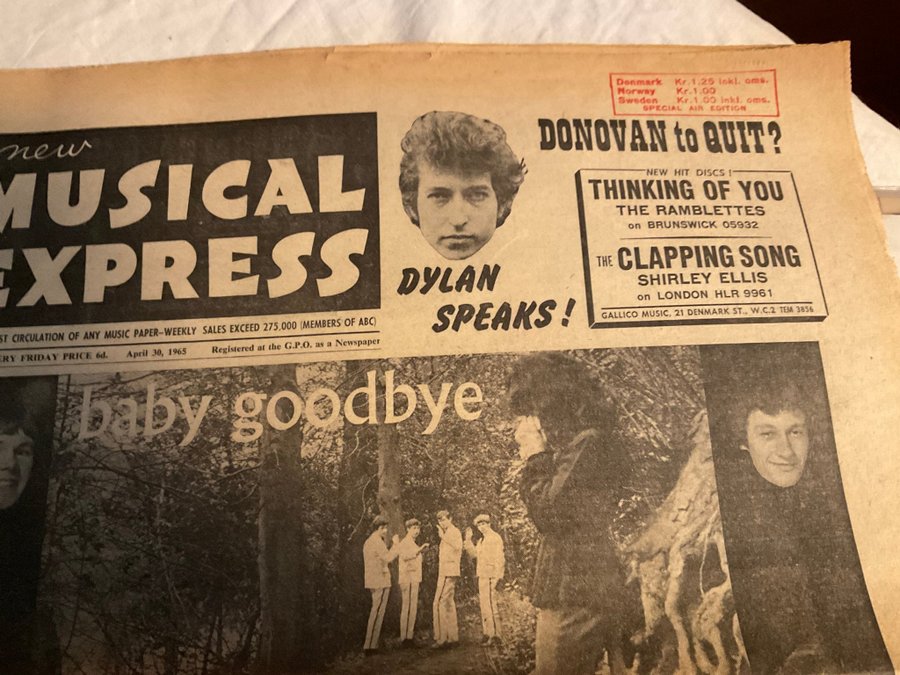 Denmark Kr.1.25 inkl. oms.
Norway Kr.1.00
Sweden Kr.1.00 inkl. oms.
SPECIAL AIR EDITION
new
MUSICAL
EXPRESS
DYLAN
SPEAKS!
DONOVAN to QUIT?
NEW HIT DISCS!
THINKING OF YOU
THE RAMBLETTES
on BRUNSWICK 05932
THE CLAPPING SONG
SHIRLEY ELLIS
on LONDON HLR 9961
GALLICO MUSIC, 21 DENMARK ST., W.C.2 TEM 3856
ST CIRCULATION OF ANY MUSIC PAPER-WEEKLY SALES EXCEED 275,000 (MEMBERS OF ABC)
ERY FRIDAY PRICE 6d. April 30, 1965 Registered at the G.P.O. as a Newspaper
baby goodbye